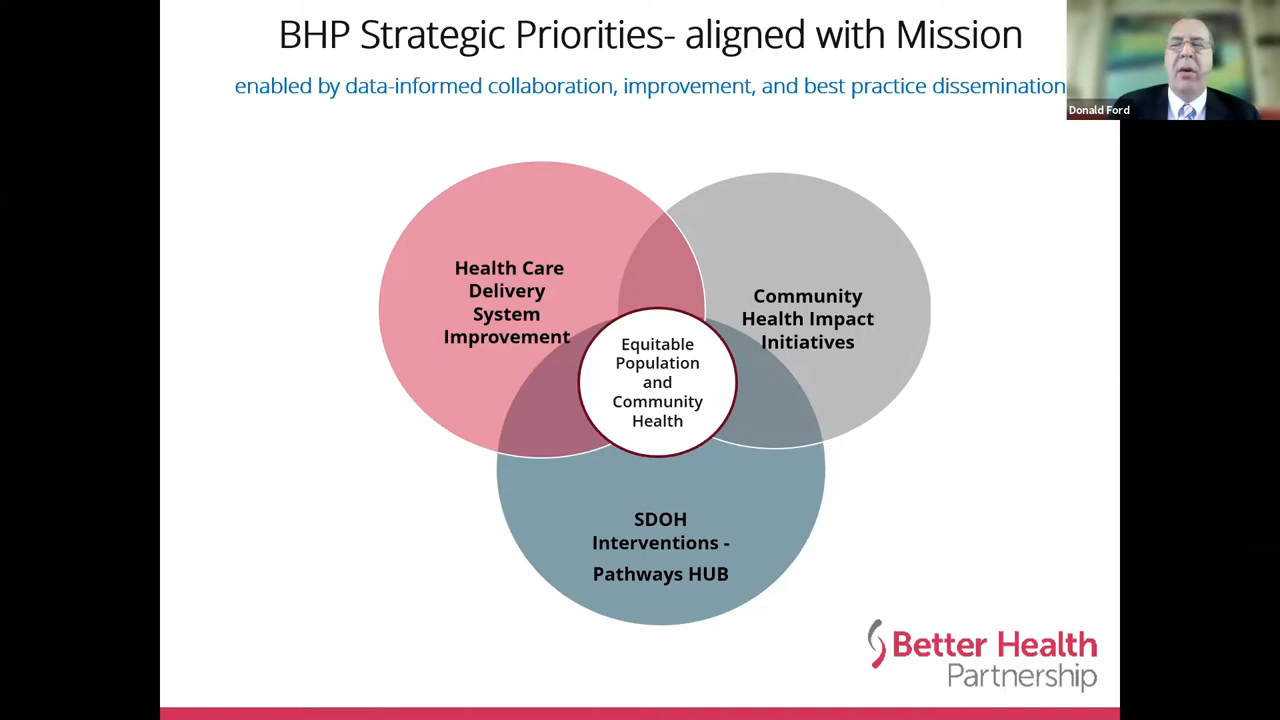 BHP Strategic Priorities- aligned with Mission
enabled by data-informed collaboration, improvement, and best practice dissemination
Donald Ford
Health Care
Delivery
System
Improvement
Community
Health Impact
Initiatives
Equitable
Population
and
Community
Health
SDOH
Interventions -
Pathways HUB
Better Health
Partnership